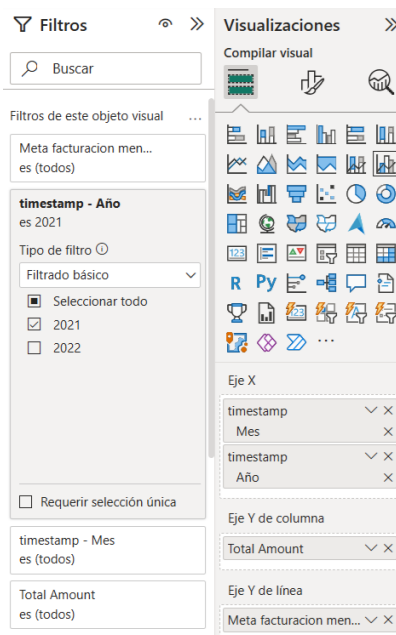 Filtros
Buscar
Filtros de este objeto visual ...
Meta facturacion men...
es (todos)
timestamp - Año
es 2021
Tipo de filtro
Filtrado básico
Seleccionar todo
2021
2022
Requerir selección única
timestamp - Mes
es (todos)
Total Amount
es (todos)
Visualizaciones
Compilar visual
123
R Py
123
...
Eje X
timestamp
Mes
timestamp
Año
Eje Y de columna
Total Amount
Eje Y de línea
Meta facturacion men...